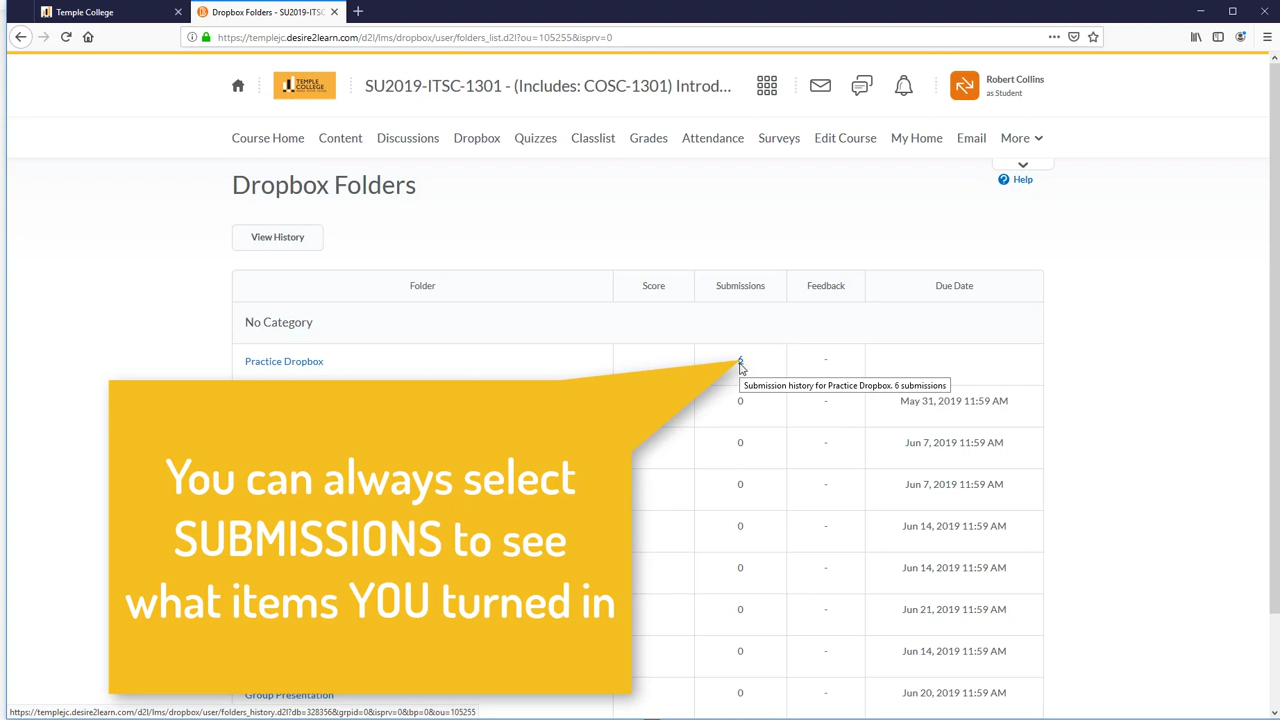 Temple College
Dropbox Folders - SU2019-ITSC
https://templejc.desire2learn.com/d2l/lms/dropbox/user/folders_list.d2l?ou=105255&isprv=0
TEMPLE
COLLEGE
SU2019-ITSC-1301 - (Includes: COSC-1301) Introd...
Robert Collins
as Student
Course Home Content Discussions Dropbox Quizzes Classlist Grades Attendance Surveys Edit Course My Home Email More
Dropbox Folders
Help
View History
Folder Score Submissions Feedback Due Date
No Category
Practice Dropbox 6 -
Submission history for Practice Dropbox. 6 submissions
0 - May 31, 2019 11:59 AM
0 - Jun 7, 2019 11:59 AM
0 - Jun 7, 2019 11:59 AM
0 - Jun 14, 2019 11:59 AM
0 - Jun 14, 2019 11:59 AM
0 - Jun 21, 2019 11:59 AM
0 - Jun 14, 2019 11:59 AM
Group Presentation 0 - Jun 20, 2019 11:59 AM
You can always select
SUBMISSIONS to see
what items YOU turned in
https://templejc.desire2learn.com/d2l/lms/dropbox/user/folders_history.d2l?db=328356&grpid=0&isprv=0&bp=0&ou=105255